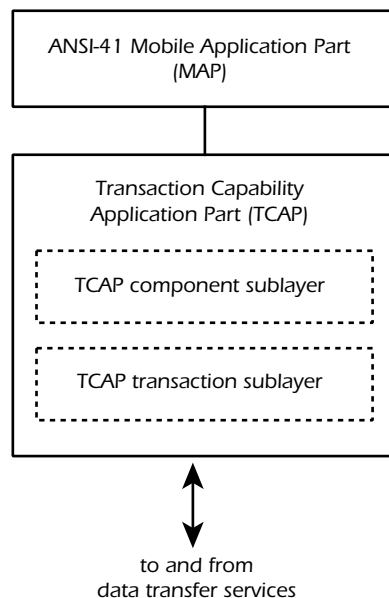 ANSI-41 Mobile Application Part
(MAP)
Transaction Capability
Application Part (TCAP)
TCAP component sublayer
TCAP transaction sublayer
to and from
data transfer services